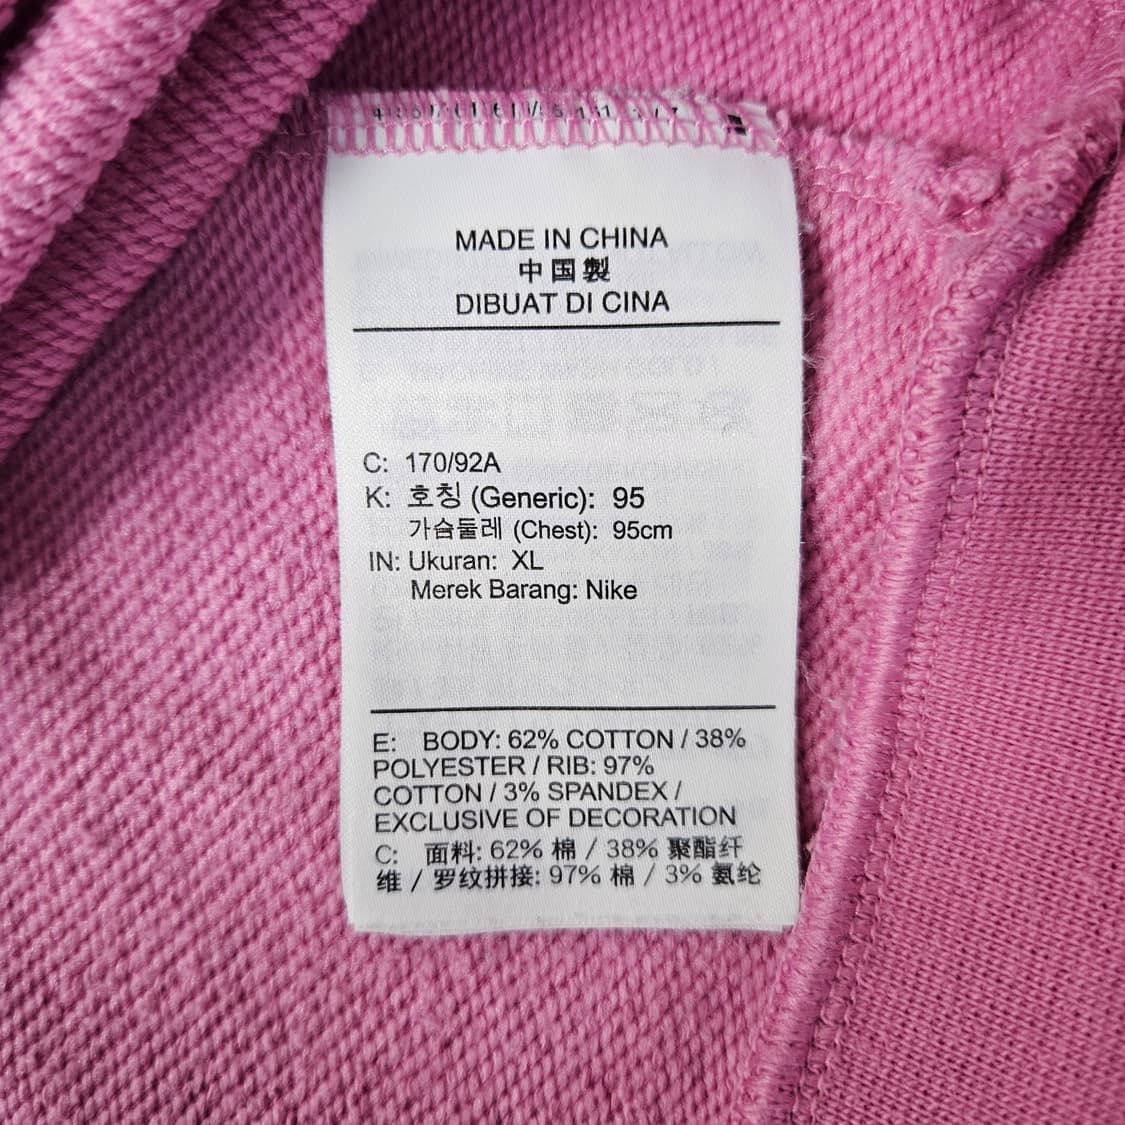 MADE IN CHINA
中国製
DIBUAT DI CINA
C: 170/92A
K: 호칭 (Generic): 95
가슴둘레 (Chest): 95cm
IN: Ukuran: XL
Merek Barang: Nike
E: BODY: 62% COTTON / 38%
POLYESTER / RIB: 97%
COTTON / 3% SPANDEX /
EXCLUSIVE OF DECORATION
C: 面料: 62% 棉 / 38% 聚酯纤
维 / 罗纹拼接: 97% 棉 / 3% 氨纶